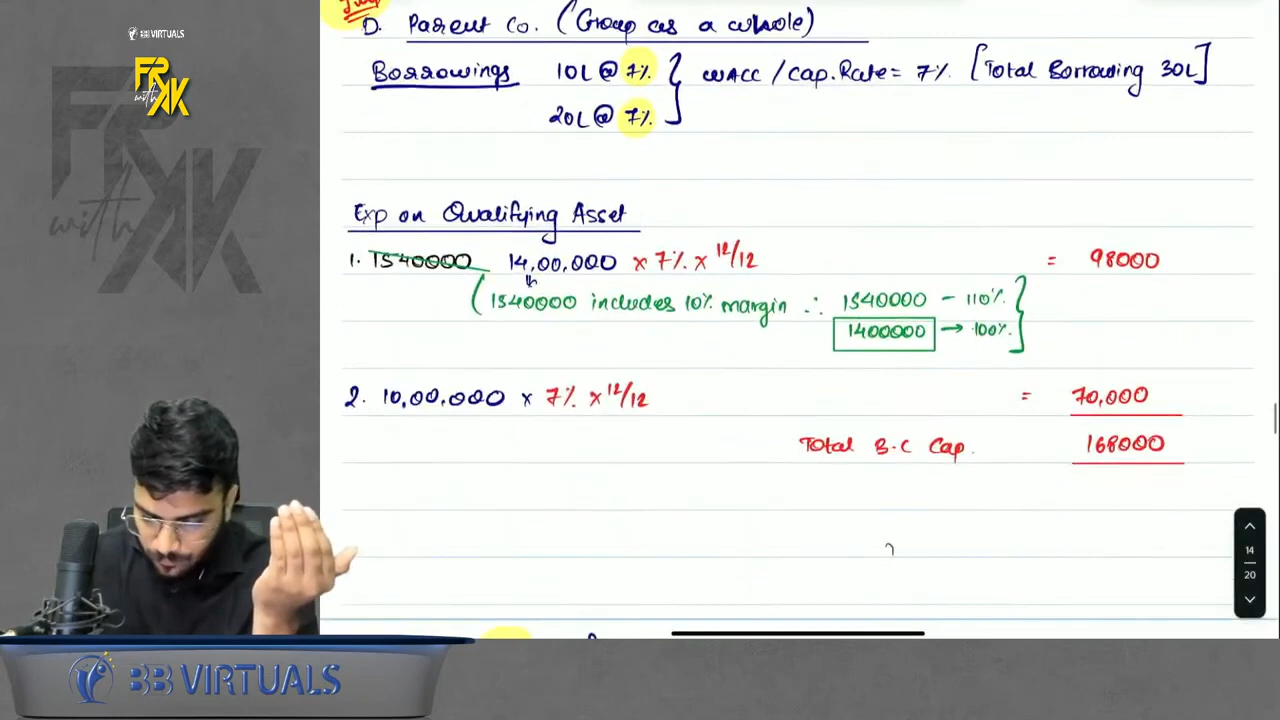 BB VIRTUALS
FR
with
AK
FR
with
AK
D. Parent Co. (Group as a whole)
Borrowings 10L @ 7% } WACC / Cap. Rate = 7% [Total Borrowing 30L]
20L @ 7%
Exp on Qualifying Asset
1. 1540000 14,00,000 x 7% x 12/12 = 98000
(1540000 includes 10% margin ∴ 1540000 - 110%
1400000 → 100%
2. 10,00,000 x 7% x 12/12 = 70,000
Total B.C Cap. 168000
14
20
BB VIRTUALS